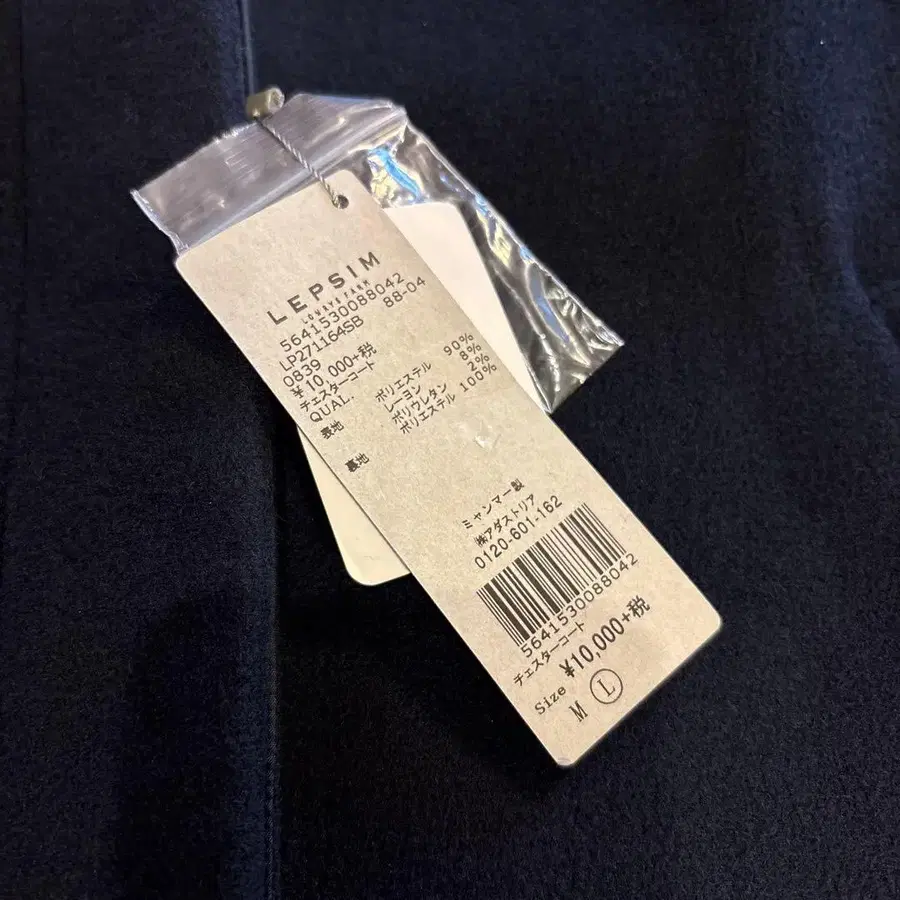 LEPSIM
LOWRYS FARM
5641530088042
LP271164SB 88-04
0839
¥10,000+税
チェスターコート
QUAL.
表地 ポリエステル 90%
レーヨン 8%
ポリウレタン 2%
裏地 ポリエステル 100%
ミャンマー製
㈱アダストリア
0120-601-162
5641530088042
チェスターコート
¥10,000+税
Size M L